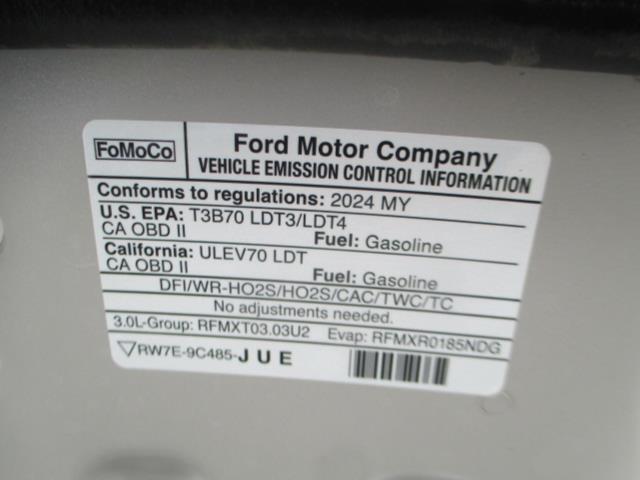 FoMoCo
Ford Motor Company
VEHICLE EMISSION CONTROL INFORMATION
Conforms to regulations: 2024 MY
U.S. EPA: T3B70 LDT3/LDT4
CA OBD II Fuel: Gasoline
California: ULEV70 LDT
CA OBD II Fuel: Gasoline
DFI/WR-HO2S/HO2S/CAC/TWC/TC
No adjustments needed.
3.0L-Group: RFMXT03.03U2 Evap: RFMXR0185NDG
RW7E-9C485-J U E